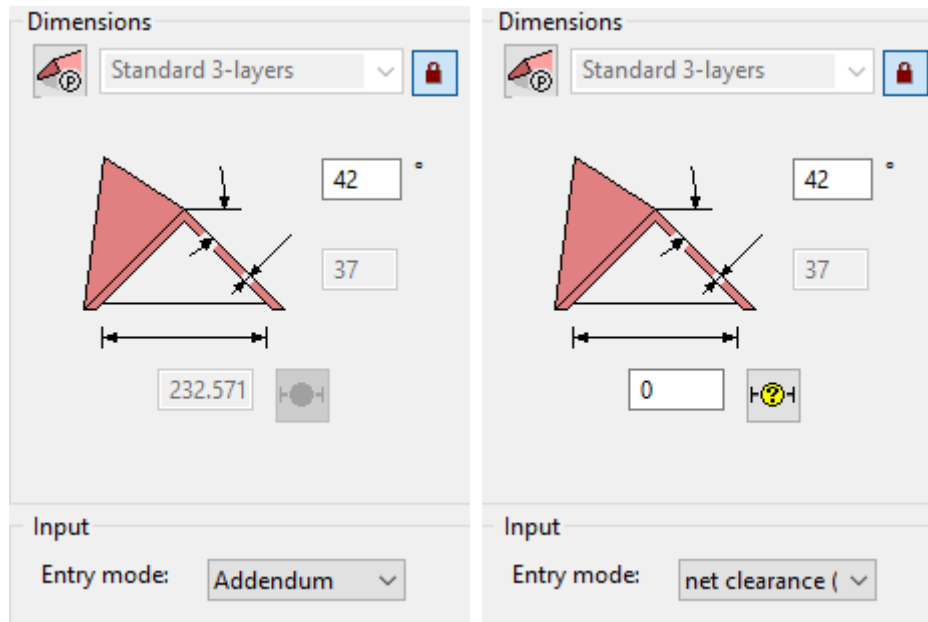 Dimensions
P
Standard 3-layers
42 °
37
232.571
Input
Entry mode: Addendum
Dimensions
P
Standard 3-layers
42 °
37
0
?
Input
Entry mode: net clearance (